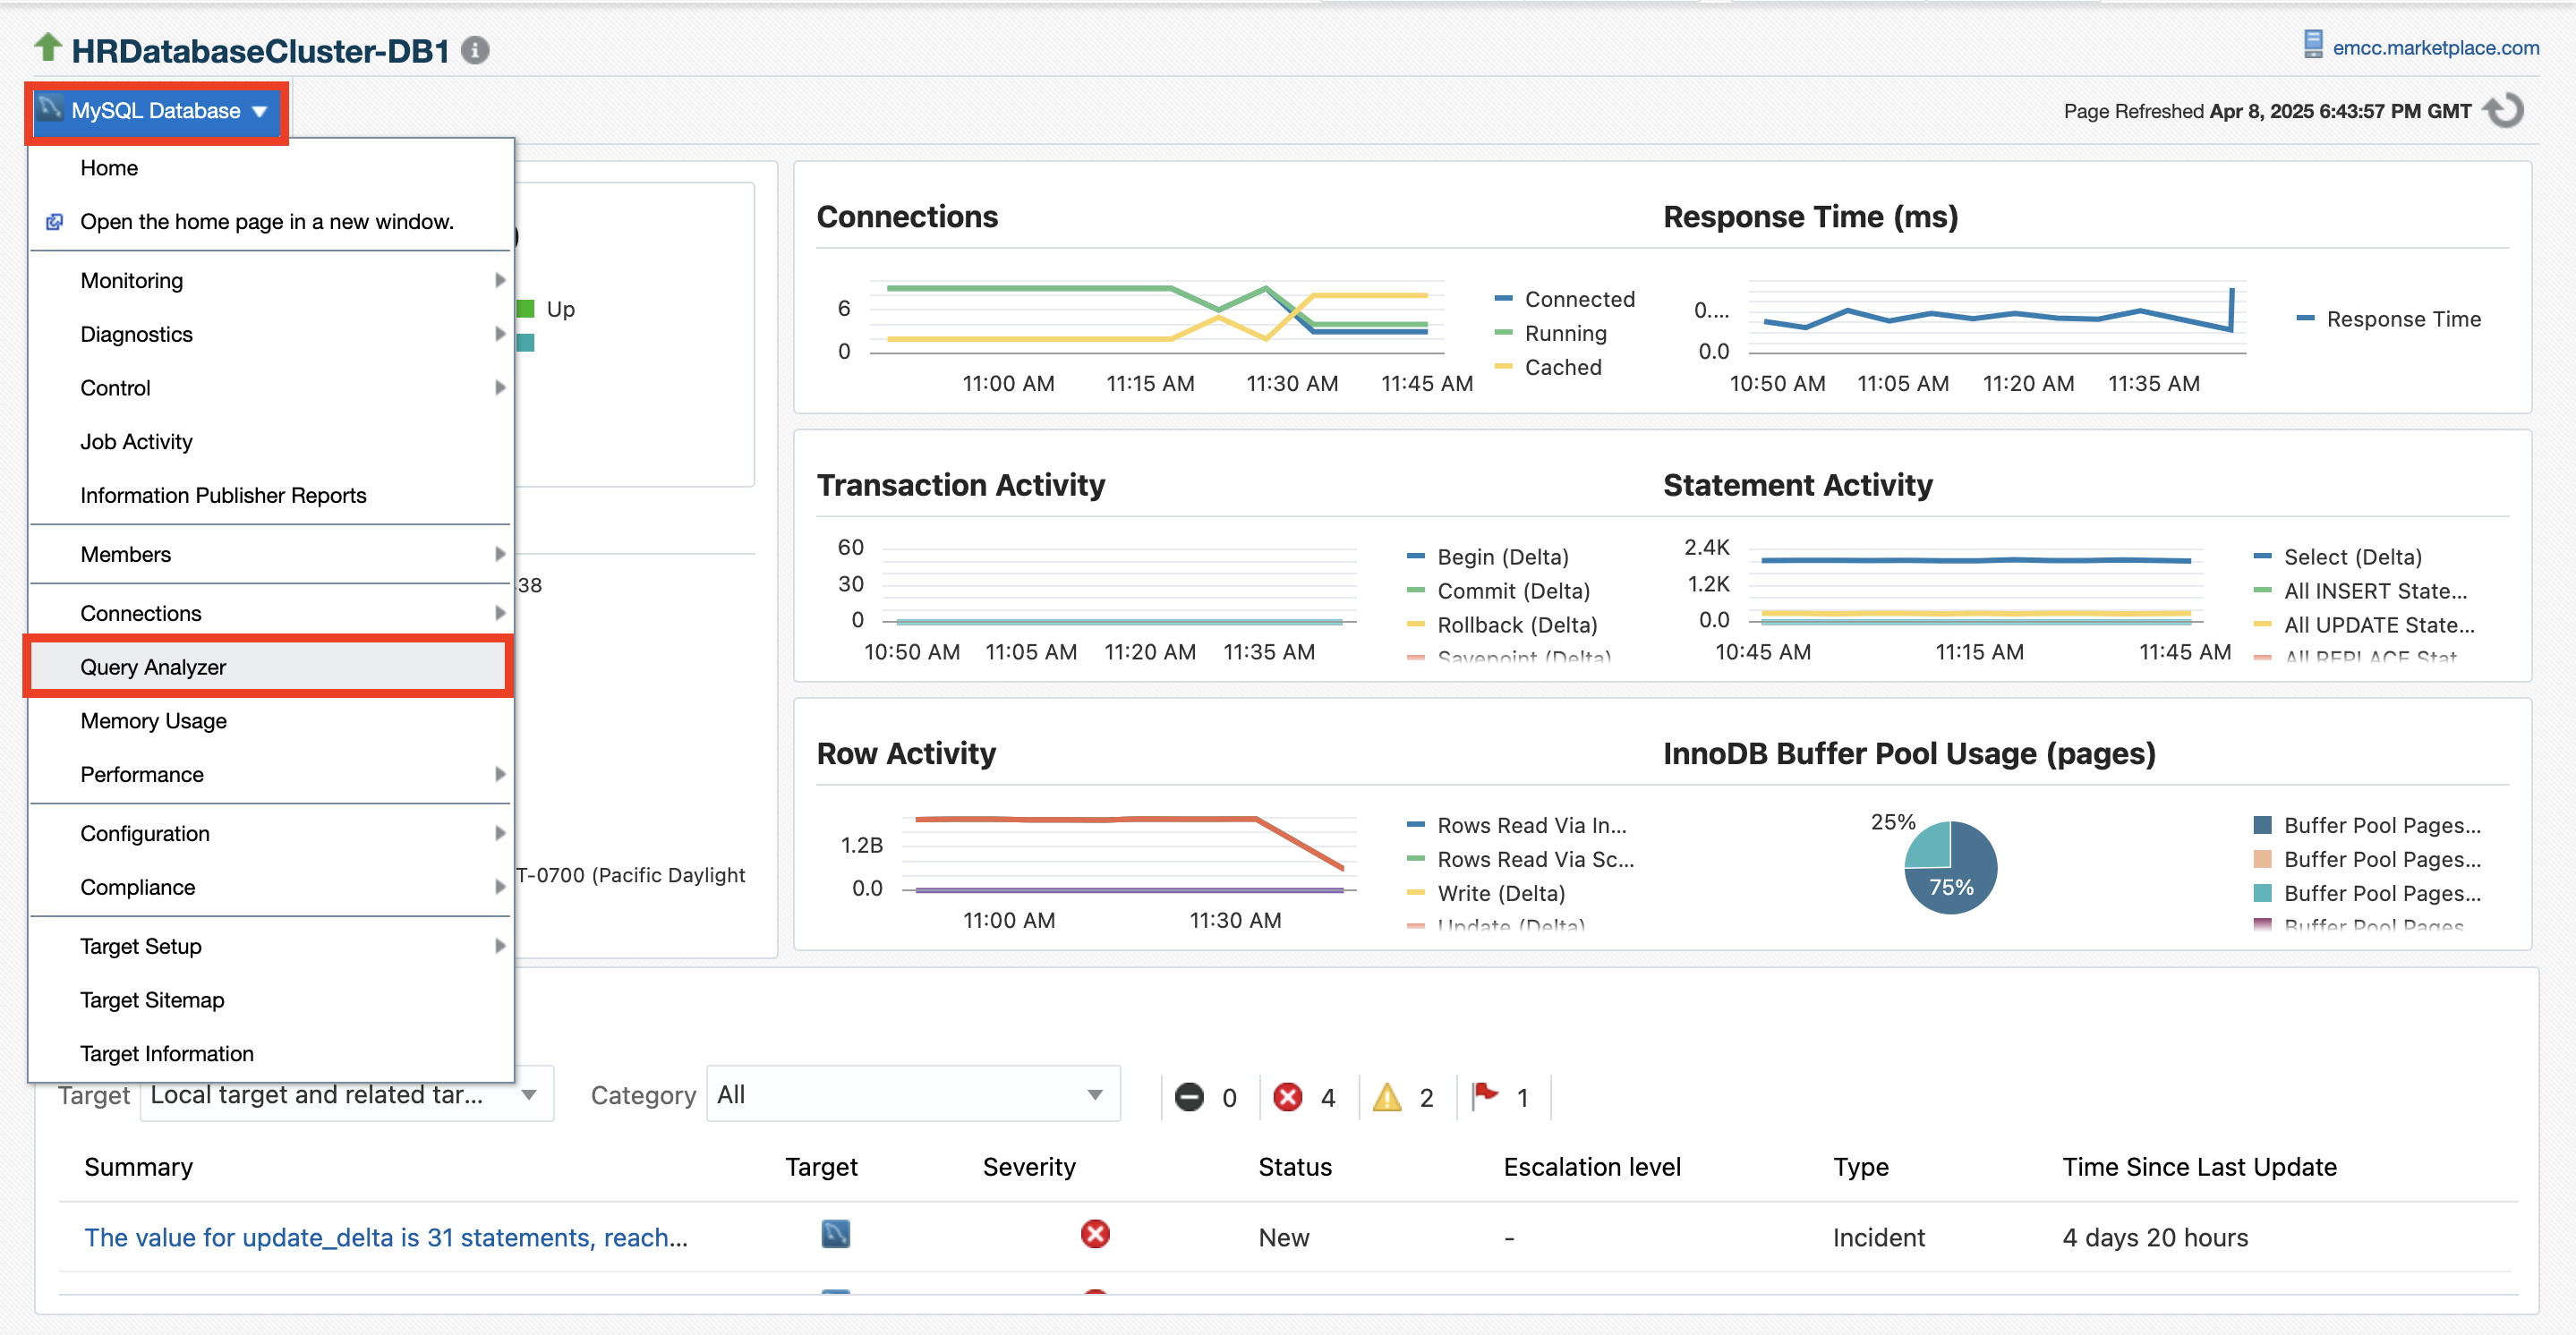 HRDatabaseCluster-DB1
emcc.marketplace.com
MySQL Database
Page Refreshed Apr 8, 2025 6:43:57 PM GMT
Home
Open the home page in a new window.
Monitoring
Diagnostics
Control
Job Activity
Information Publisher Reports
Members
Connections
Query Analyzer
Memory Usage
Performance
Configuration
Compliance
Target Setup
Target Sitemap
Target Information
)
Up
38
T-0700 (Pacific Daylight
Connections
6
0
11:00 AM 11:15 AM 11:30 AM 11:45 AM
Connected
Running
Cached
Response Time (ms)
0....
0.0
10:50 AM 11:05 AM 11:20 AM 11:35 AM
Response Time
Transaction Activity
60
30
0
10:50 AM 11:05 AM 11:20 AM 11:35 AM
Begin (Delta)
Commit (Delta)
Rollback (Delta)
Savepoint (Delta)
Statement Activity
2.4K
1.2K
0.0
10:45 AM 11:15 AM 11:45 AM
Select (Delta)
All INSERT State...
All UPDATE State...
All REPLACE Stat
Row Activity
1.2B
0.0
11:00 AM 11:30 AM
Rows Read Via In...
Rows Read Via Sc...
Write (Delta)
Update (Delta)
InnoDB Buffer Pool Usage (pages)
25%
75%
Buffer Pool Pages...
Buffer Pool Pages...
Buffer Pool Pages...
Buffer Pool Pages
Target Local target and related tar... Category All 0 4 2 1
Summary Target Severity Status Escalation level Type Time Since Last Update
The value for update_delta is 31 statements, reach... New - Incident 4 days 20 hours